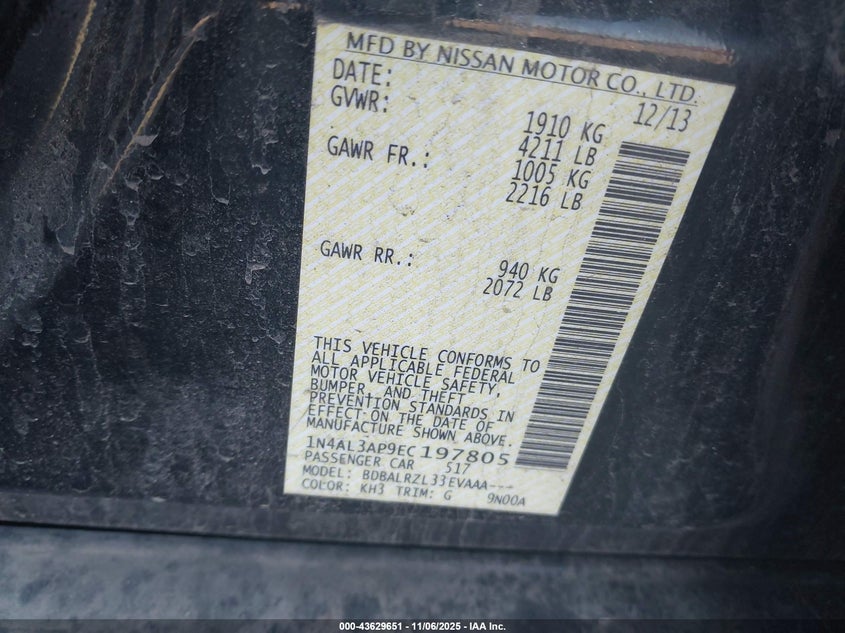 MFD BY NISSAN MOTOR CO., LTD.
DATE: 12/13
GVWR: 1910 KG
4211 LB
GAWR FR.: 1005 KG
2216 LB
GAWR RR.: 940 KG
2072 LB
THIS VEHICLE CONFORMS TO
ALL APPLICABLE FEDERAL
MOTOR VEHICLE SAFETY,
BUMPER, AND THEFT
PREVENTION STANDARDS IN
EFFECT ON THE DATE OF
MANUFACTURE SHOWN ABOVE.
1N4AL3AP9EC197805
PASSENGER CAR 517
MODEL: BDBALRZL33EVAAA---
COLOR: KH3 TRIM: G 9N00A
000-43629651 - 11/06/2025 - IAA Inc.